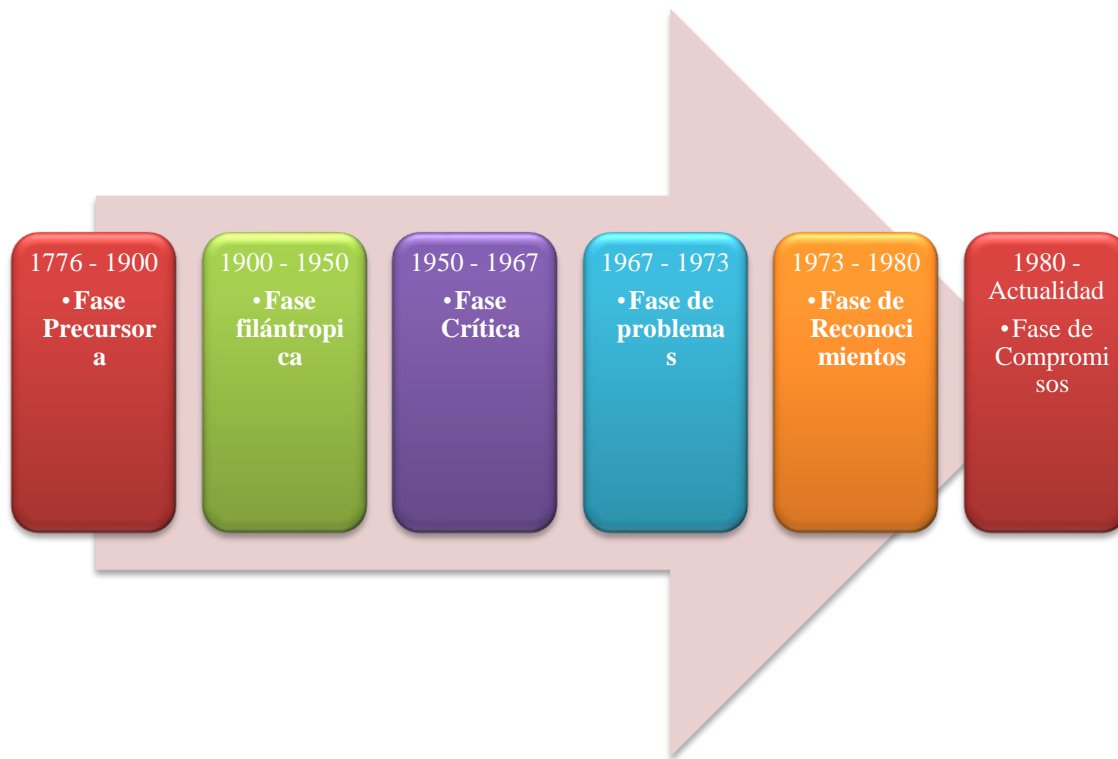 1776 - 1900
•Fase
Precursor
a
1900 - 1950
•Fase
filántropi
ca
1950 - 1967
•Fase
Crítica
1967 - 1973
•Fase de
problema
s
1973 - 1980
•Fase de
Reconoci
mientos
1980 -
Actualidad
•Fase de
Compromi
sos